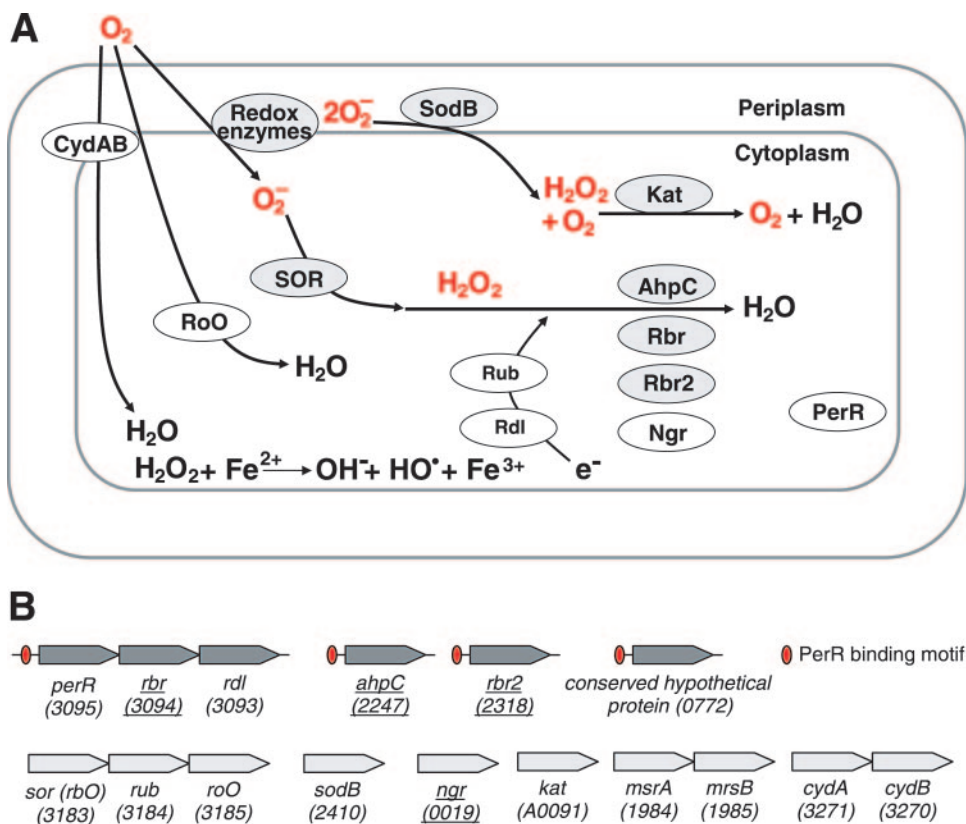 A
O₂
Periplasm
Redox
enzymes
2O₂⁻
SodB
CydAB
Cytoplasm
O₂⁻
H₂O₂
+ O₂
Kat
O₂ + H₂O
SOR
H₂O₂
AhpC
H₂O
RoO
Rbr
H₂O
Rub
Rbr2
PerR
Rdl
Ngr
H₂O
H₂O₂+ Fe²⁺→OH⁻+ HO•+ Fe³⁺
e⁻
B
PerR binding motif
perR rbr rdl ahpC rbr2 conserved hypothetical
(3095) (3094) (3093) (2247) (2318) protein (0772)
sor (rbO) rub roO sodB ngr kat msrA mrsB cydA cydB
(3183) (3184) (3185) (2410) (0019) (A0091) (1984) (1985) (3271) (3270)